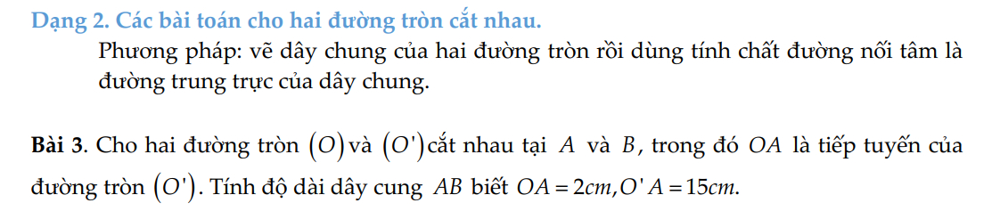 Dạng 2. Các bài toán cho hai đường tròn cắt nhau.
Phương pháp: vẽ dây chung của hai đường tròn rồi dùng tính chất đường nối tâm là
đường trung trực của dây chung.
Bài 3. Cho hai đường tròn (O) và (O') cắt nhau tại A và B, trong đó OA là tiếp tuyến của
đường tròn (O'). Tính độ dài dây cung AB biết OA = 2cm, O'A = 15cm.